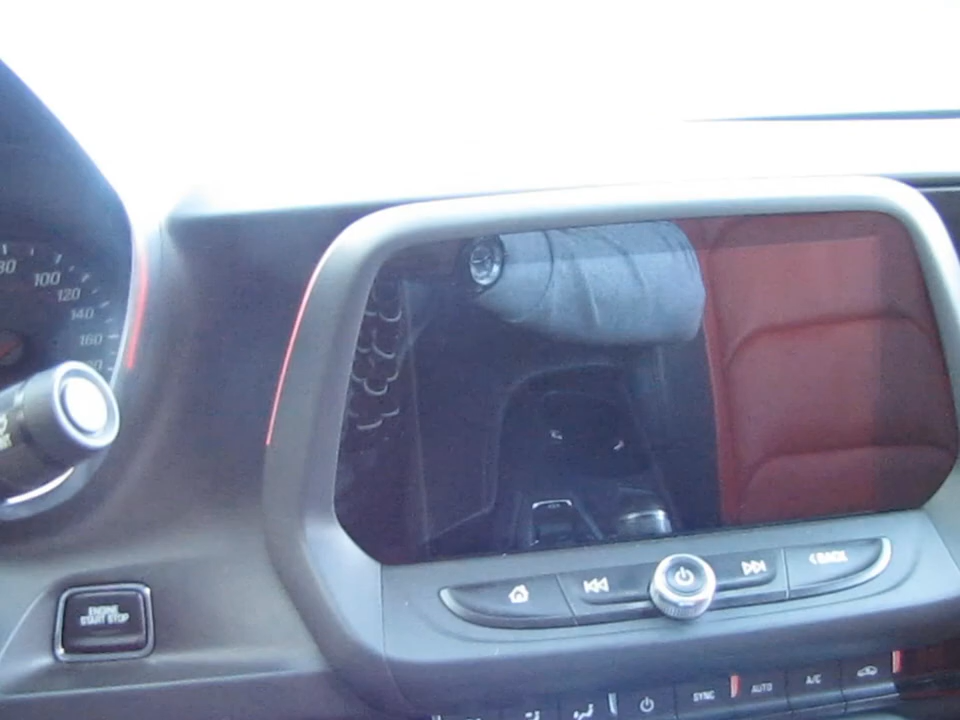 80
100
120
140
160
ENGINE
START STOP
< BACK
SYNC
AUTO
A/C